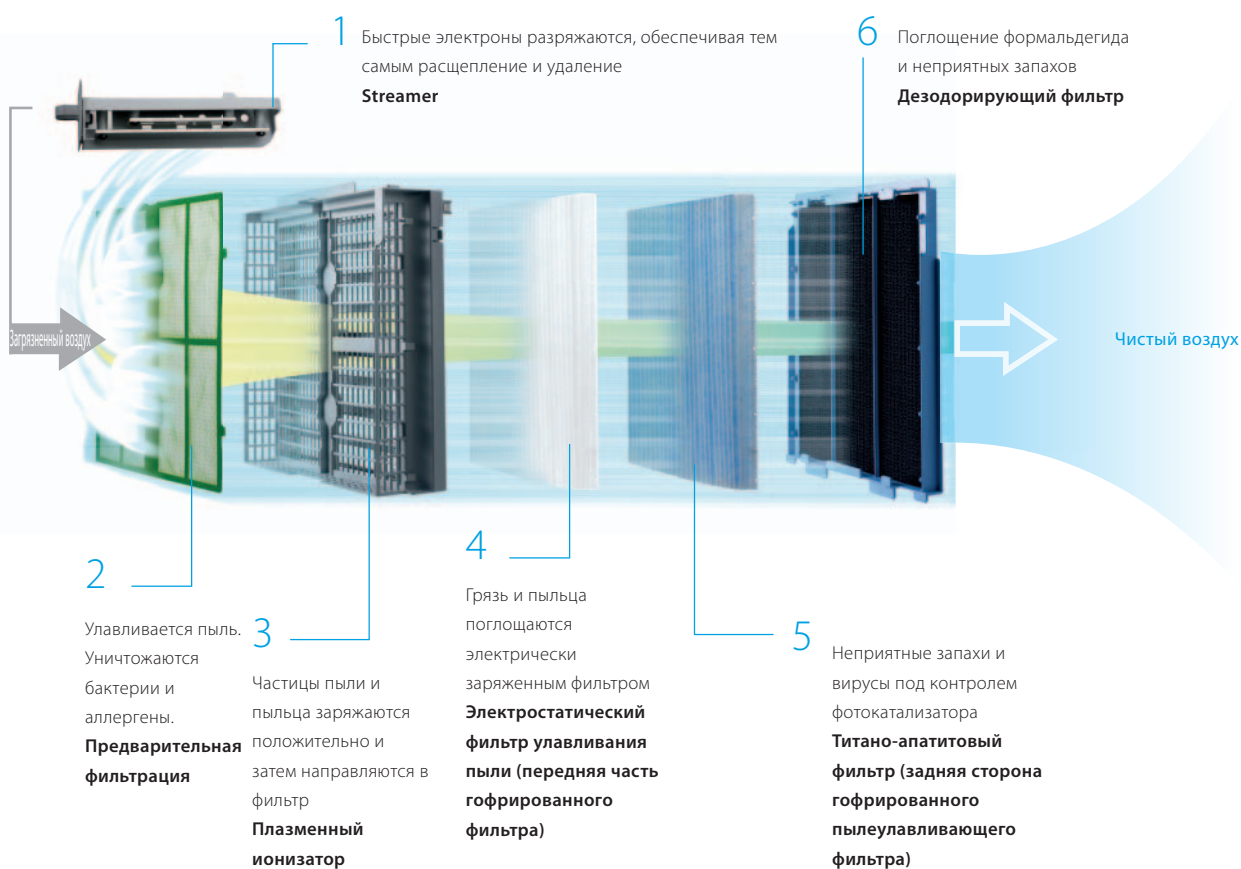 1
Быстрые электроны разряжаются, обеспечивая тем
самым расщепление и удаление
Streamer
6
Поглощение формальдегида
и неприятных запахов
Дезодорирующий фильтр
Загрязненный воздух
Чистый воздух
2
Улавливается пыль.
Уничтожаются
бактерии и
аллергены.
Предварительная
фильтрация
3
Частицы пыли и
пыльца заряжаются
положительно и
затем направляются в
фильтр
Плазменный
ионизатор
4
Грязь и пыльца
поглощаются
электрически
заряженным фильтром
Электростатический
фильтр улавливания
пыли (передняя часть
гофрированного
фильтра)
5
Неприятные запахи и
вирусы под контролем
фотокатализатора
Титано-апатитовый
фильтр (задняя сторона
гофрированного
пылеулавливающего
фильтра)